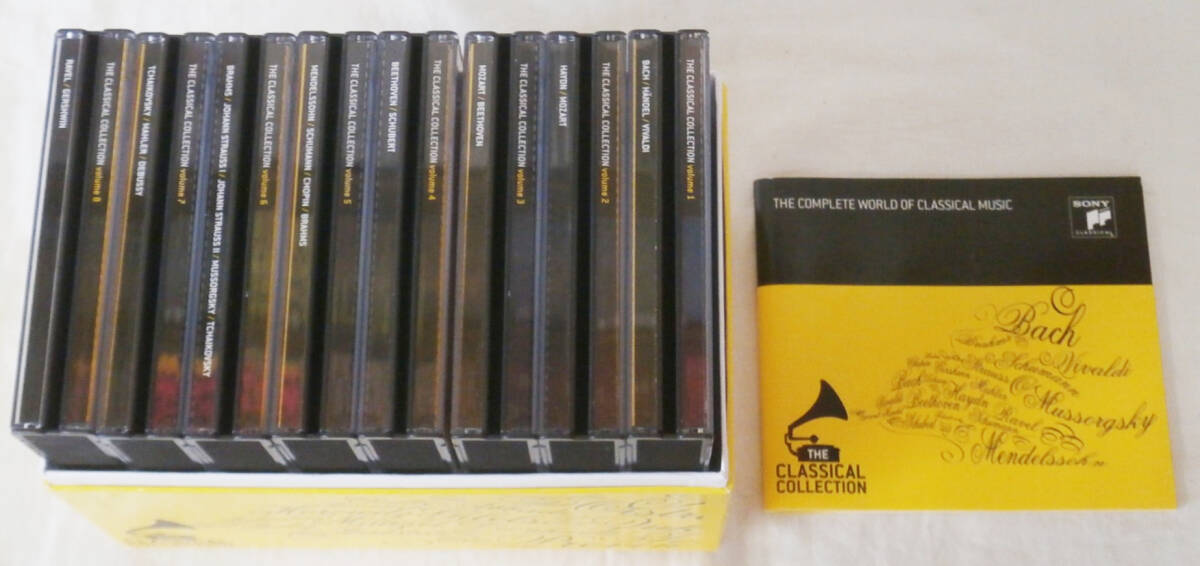 RAVEL / GERSHWIN
THE CLASSICAL COLLECTION volume 8
TCHAIKOVSKY / MAHLER / DEBUSSY
THE CLASSICAL COLLECTION volume 7
BRAHMS / JOHANN STRAUSS I / JOHANN STRAUSS II / MUSSORGSKY / TCHAIKOVSKY
THE CLASSICAL COLLECTION volume 6
MENDELSSOHN / SCHUMANN / CHOPIN / BRAHMS
THE CLASSICAL COLLECTION volume 5
BEETHOVEN / SCHUBERT
THE CLASSICAL COLLECTION volume 4
MOZART / BEETHOVEN
THE CLASSICAL COLLECTION volume 3
HAYDN / MOZART
THE CLASSICAL COLLECTION volume 2
BACH / HÄNDEL / VIVALDI
THE CLASSICAL COLLECTION volume 1
THE COMPLETE WORLD OF CLASSICAL MUSIC
SONY
CLASSICAL
Bach
Brahms
Vivaldi
Schumann
Strauss
Mussorgsky
Bach Haydn Ravel
Beethoven
Mendelssohn
THE
CLASSICAL
COLLECTION